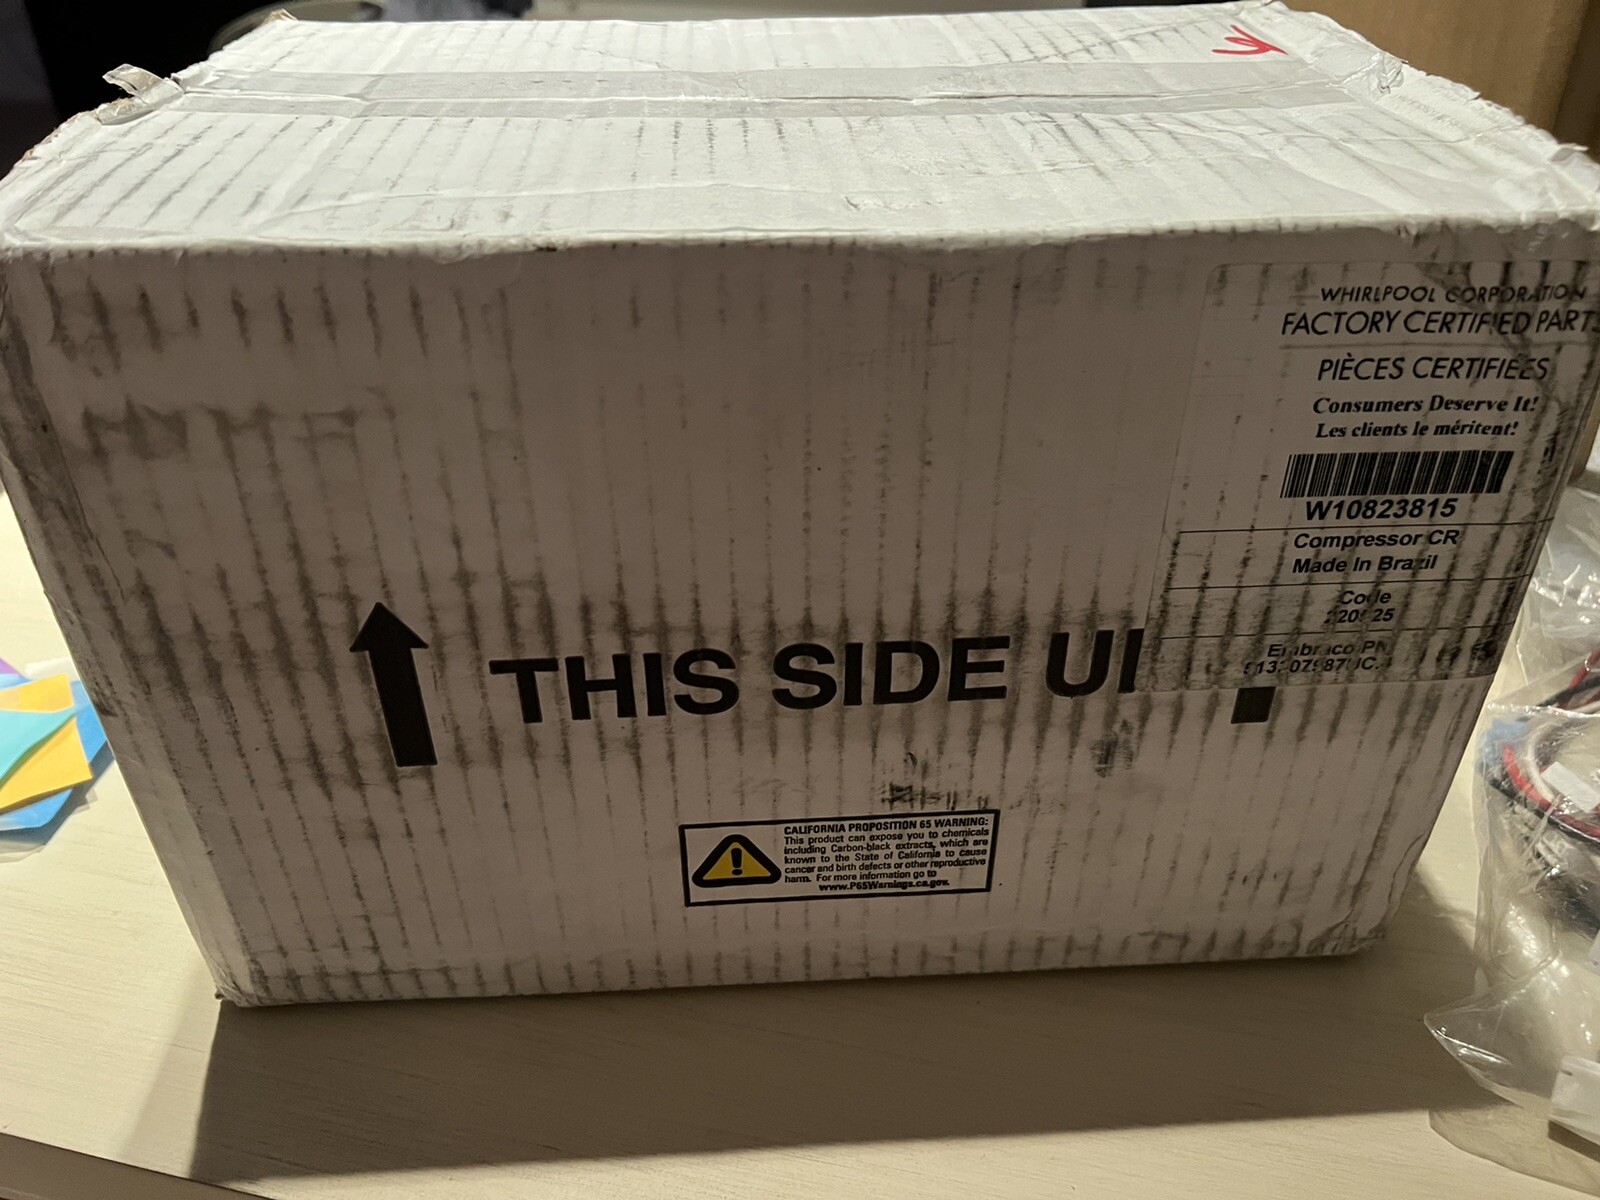 WHIRLPOOL CORPORATION
FACTORY CERTIFIED PARTS
PIÈCES CERTIFIÉES
Consumers Deserve It!
Les clients le méritent!
W10823815
Compressor CR
Made In Brazil
Code
Embraco PN
THIS SIDE
CALIFORNIA PROPOSITION 65 WARNING:
This product can expose you to chemicals
including Carbon-black extracts, which are
known to the State of California to cause
cancer and birth defects or other reproductive
harm. For more information go to
www.P65Warnings.ca.gov.